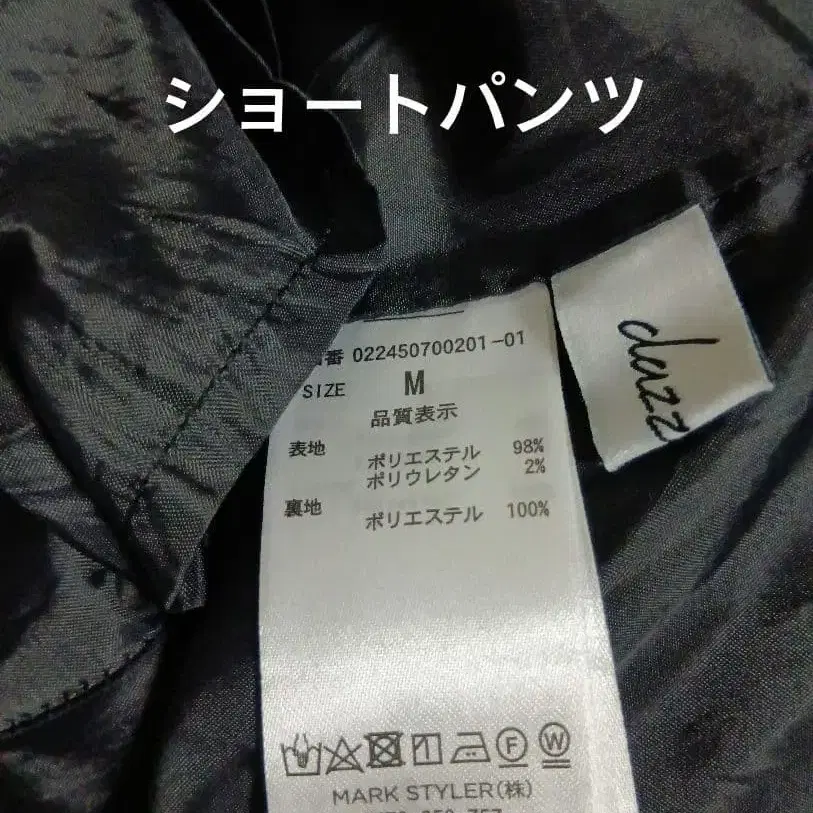 ショートパンツ
番 022450700201-01
SIZE M
品質表示
表地 ポリエステル 98%
ポリウレタン 2%
裏地 ポリエステル 100%
dazz
F W
MARK STYLER(株)